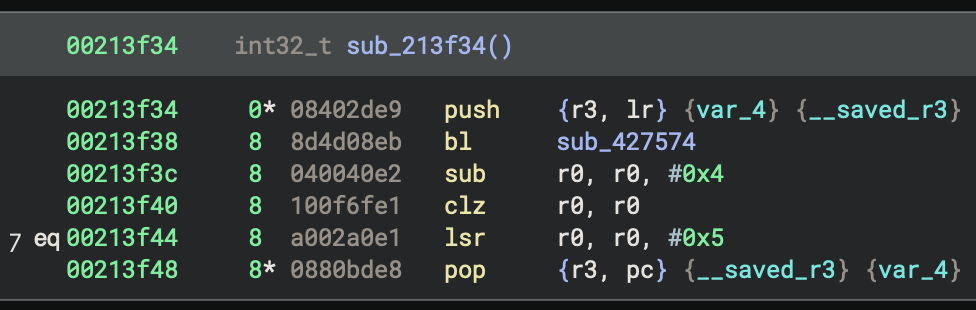 00213f34 int32_t sub_213f34()
00213f34 0* 08402de9 push {r3, lr} {var_4} {__saved_r3}
00213f38 8 8d4d08eb bl sub_427574
00213f3c 8 040040e2 sub r0, r0, #0x4
00213f40 8 100f6fe1 clz r0, r0
7 eq 00213f44 8 a002a0e1 lsr r0, r0, #0x5
00213f48 8* 0880bde8 pop {r3, pc} {__saved_r3} {var_4}